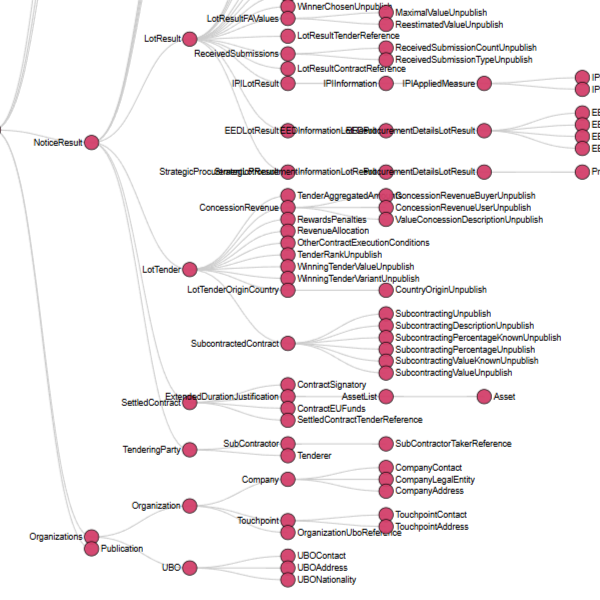 WinnerChosenUnpublish
MaximalValueUnpublish
LotResultFAValues
ReestimatedValueUnpublish
LotResult
LotResultTenderReference
ReceivedSubmissionCountUnpublish
ReceivedSubmissions
ReceivedSubmissionTypeUnpublish
LotResultContractReference
IPILotResult
IPIInformation
IPIAppliedMeasure
IP
IP
EE
EE
EEDLotResult
EEDInformationLotResult
EEDProcurementDetailsLotResult
EE
EE
NoticeResult
StrategicProcurementLotResult
ProcurementDetailsLotResult
Pr
TenderAggregatedAmounts
ConcessionRevenueBuyerUnpublish
ConcessionRevenue
ConcessionRevenueUserUnpublish
RewardsPenalties
ValueConcessionDescriptionUnpublish
RevenueAllocation
OtherContractExecutionConditions
TenderRankUnpublish
LotTender
WinningTenderValueUnpublish
WinningTenderVariantUnpublish
LotTenderOriginCountry
CountryOriginUnpublish
SubcontractingUnpublish
SubcontractingDescriptionUnpublish
SubcontractingPercentageKnownUnpublish
SubcontractedContract
SubcontractingPercentageUnpublish
SubcontractingValueKnownUnpublish
SubcontractingValueUnpublish
ContractSignatory
ExtendedDurationJustification
AssetList
Asset
SettledContract
ContractEUFunds
SettledContractTenderReference
SubContractor
SubContractorTakerReference
TenderingParty
Tenderer
CompanyContact
Company
CompanyLegalEntity
CompanyAddress
Organization
TouchpointContact
Touchpoint
TouchpointAddress
OrganizationUboReference
Organizations
Publication
UBOContact
UBO
UBOAddress
UBONationality